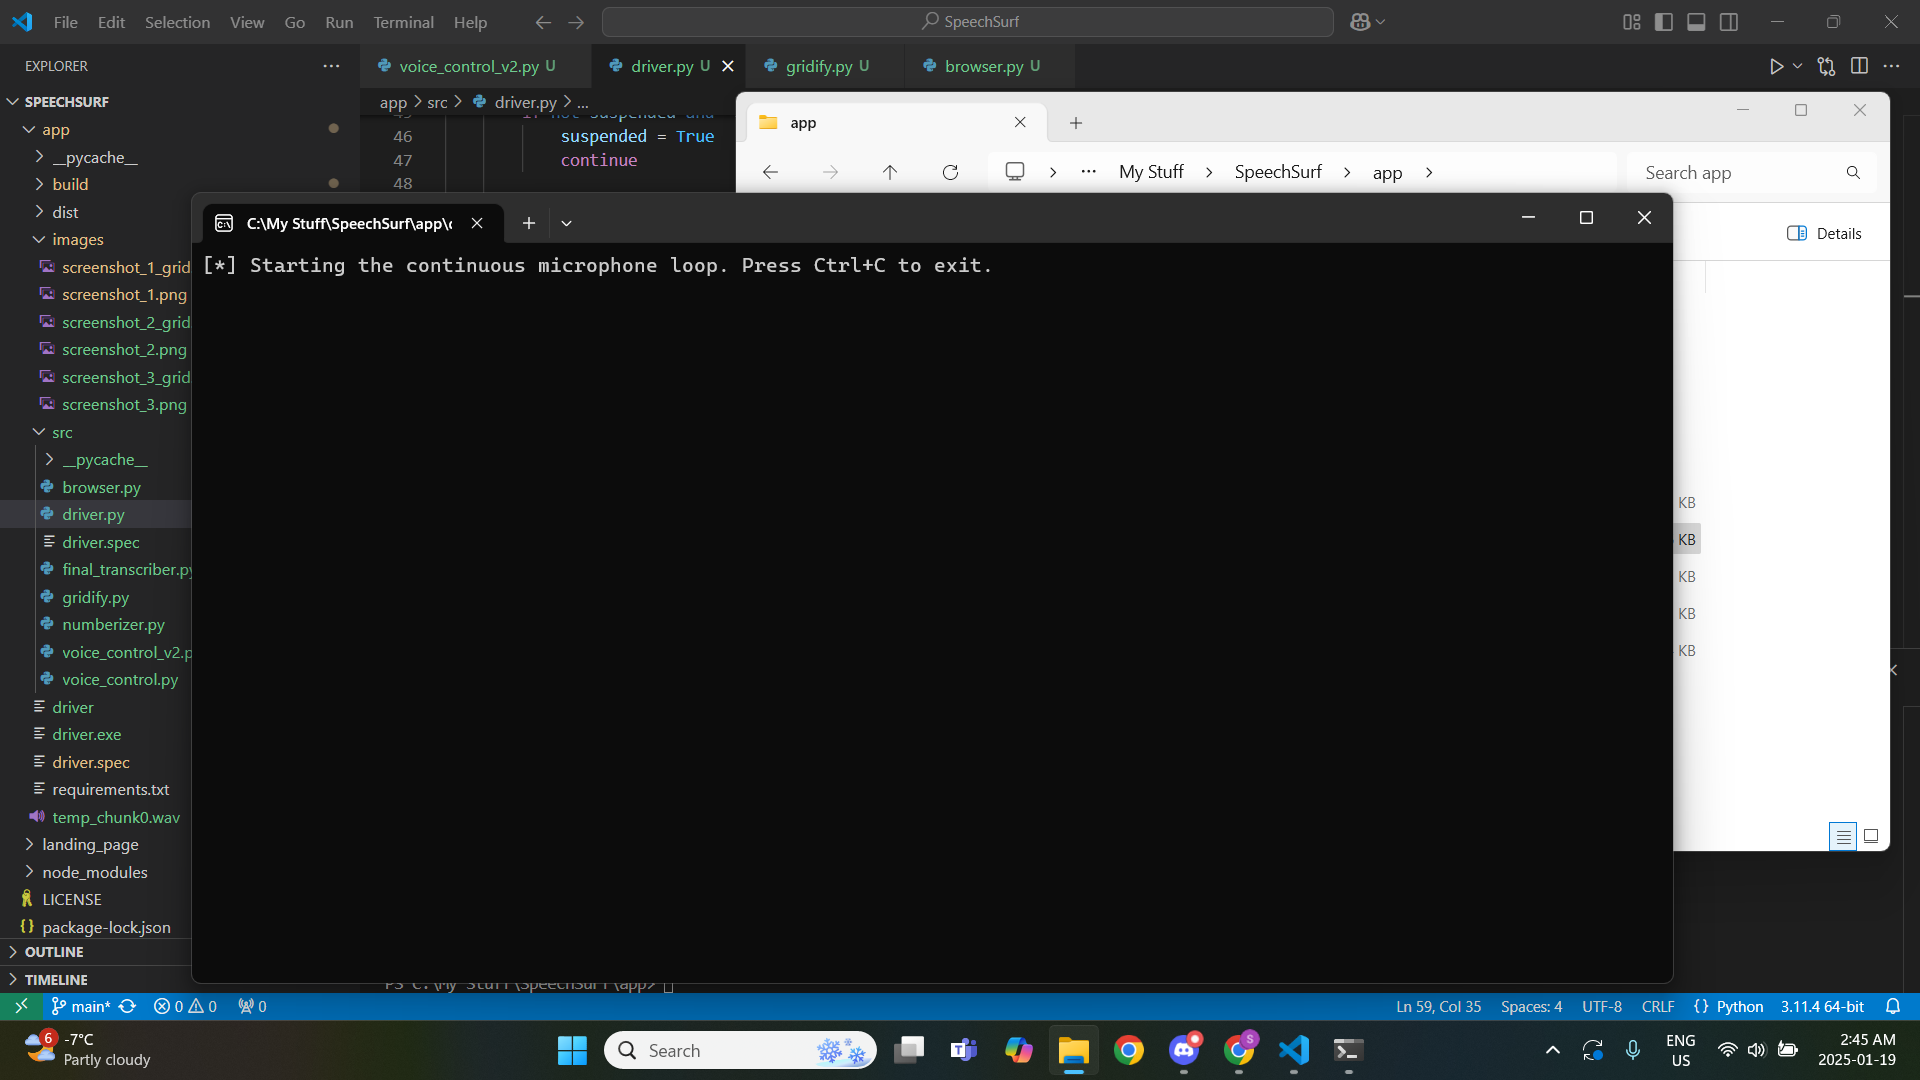 File Edit Selection View Go Run Terminal Help
SpeechSurf
EXPLORER
voice_control_v2.py U
driver.py U
gridify.py U
browser.py U
SPEECHSURF
app
__pycache__
build
dist
images
screenshot_1_grid
screenshot_1.png
screenshot_2_grid
screenshot_2.png
screenshot_3_grid
screenshot_3.png
src
__pycache__
browser.py
driver.py
driver.spec
final_transcriber.py
gridify.py
numberizer.py
voice_control_v2.p
voice_control.py
driver
driver.exe
driver.spec
requirements.txt
temp_chunk0.wav
landing_page
node_modules
LICENSE
package-lock.json
OUTLINE
TIMELINE
app > src > driver.py > ...
46 suspended = True
47 continue
48
app
My Stuff > SpeechSurf > app >
Search app
Details
KB
KB
KB
KB
KB
C:\My Stuff\SpeechSurf\app\
[*] Starting the continuous microphone loop. Press Ctrl+C to exit.
PS C:\My Stuff\SpeechSurf\app>
main* 0 0 0
Ln 59, Col 35 Spaces: 4 UTF-8 CRLF {} Python 3.11.4 64-bit
6
-7°C
Partly cloudy
Search
S
ENG
US
2:45 AM
2025-01-19